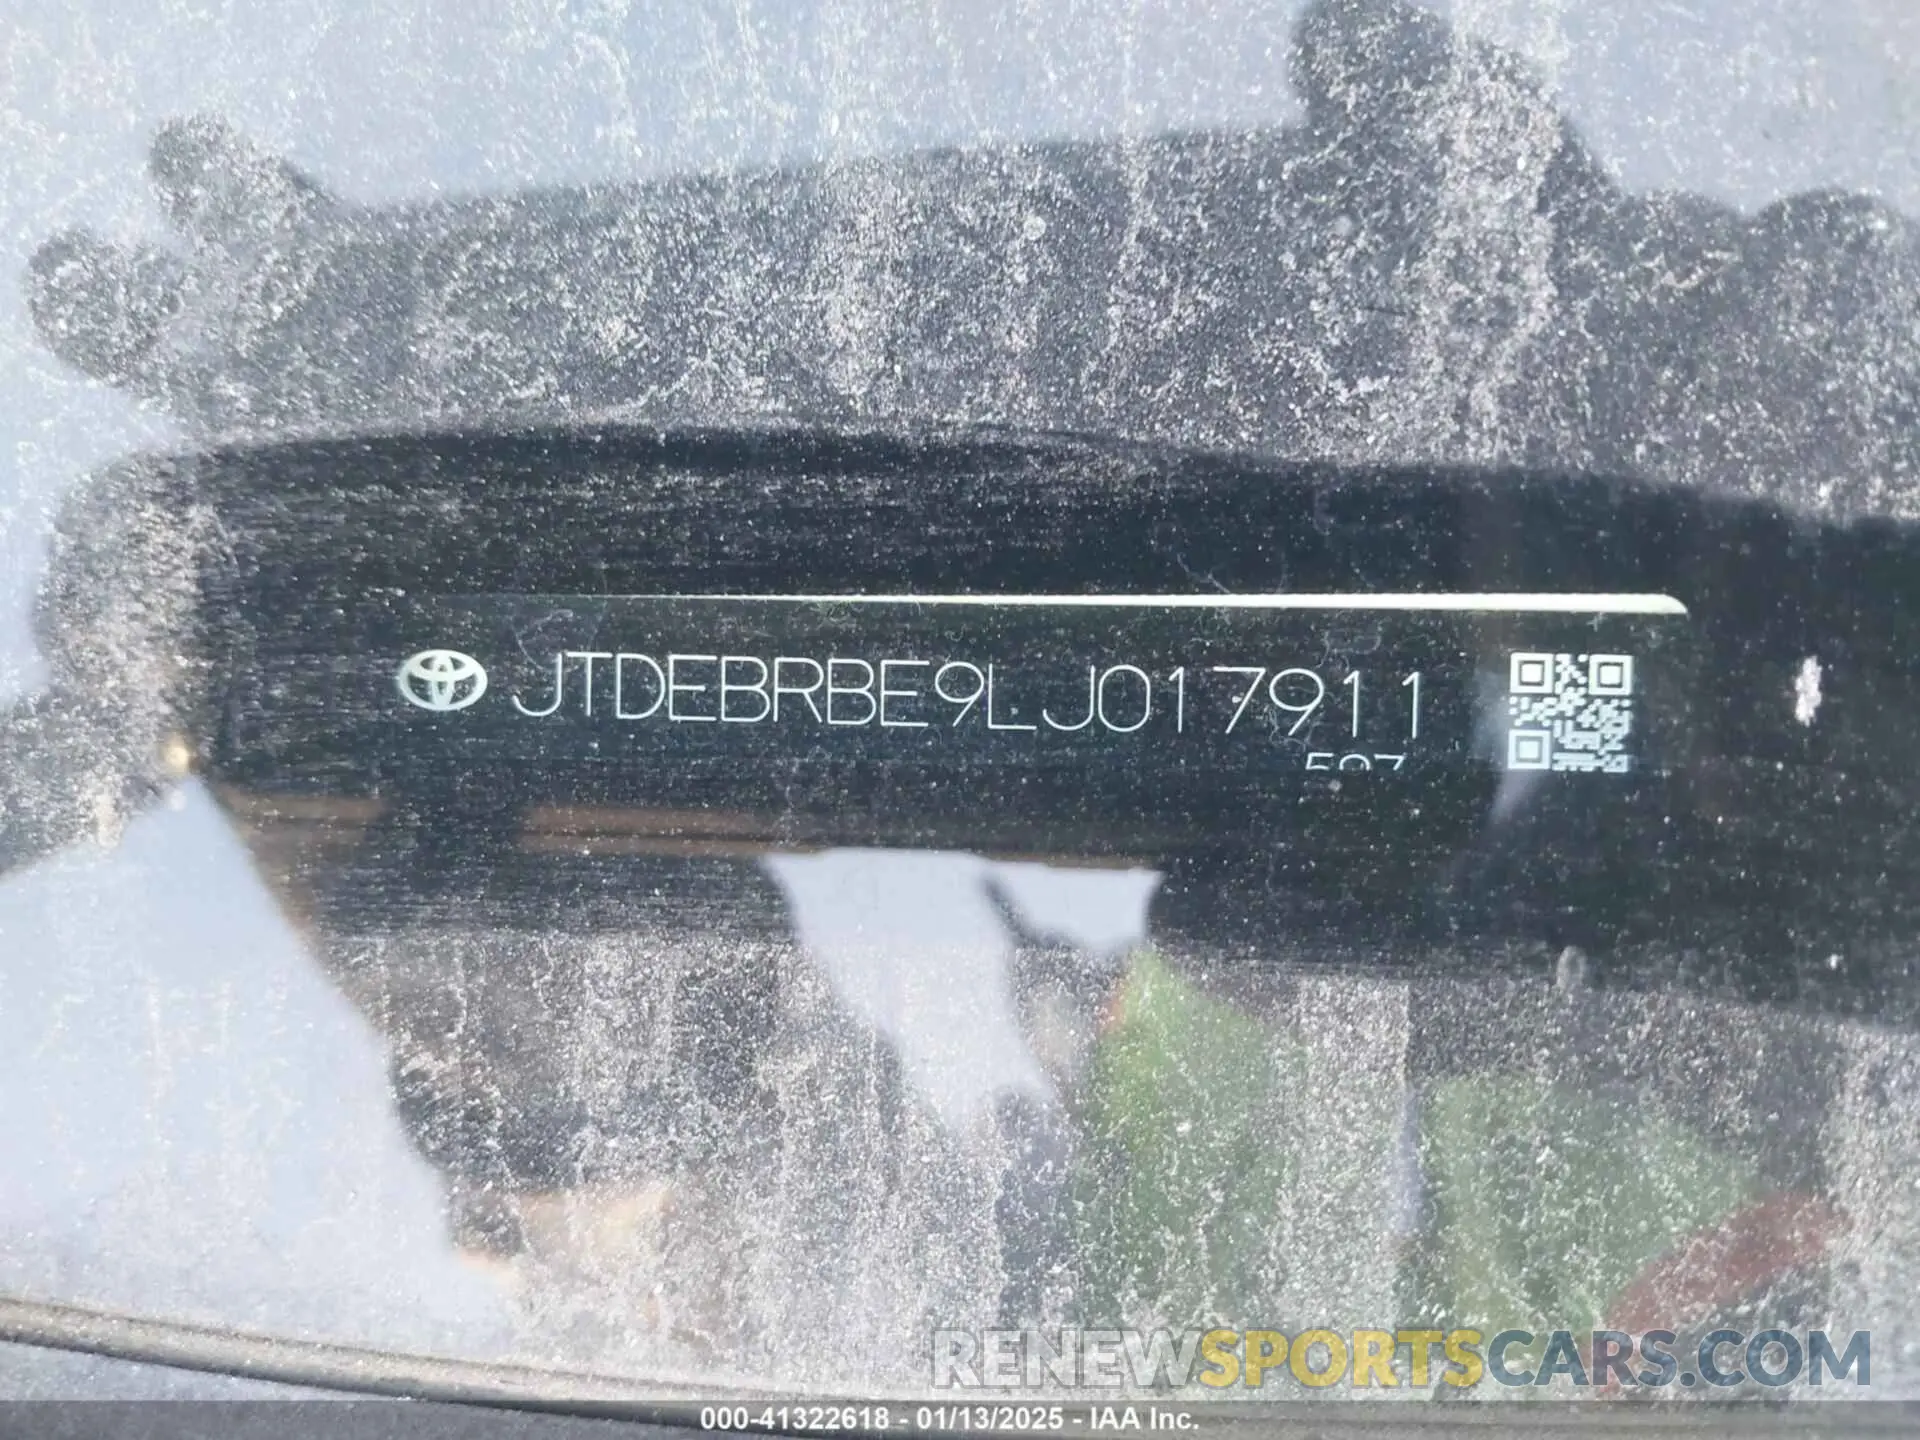 JTDEBRBE9LJ017911
RENEWSPORTSCARS.COM
000-41322618 - 01/13/2025 - IAA Inc.